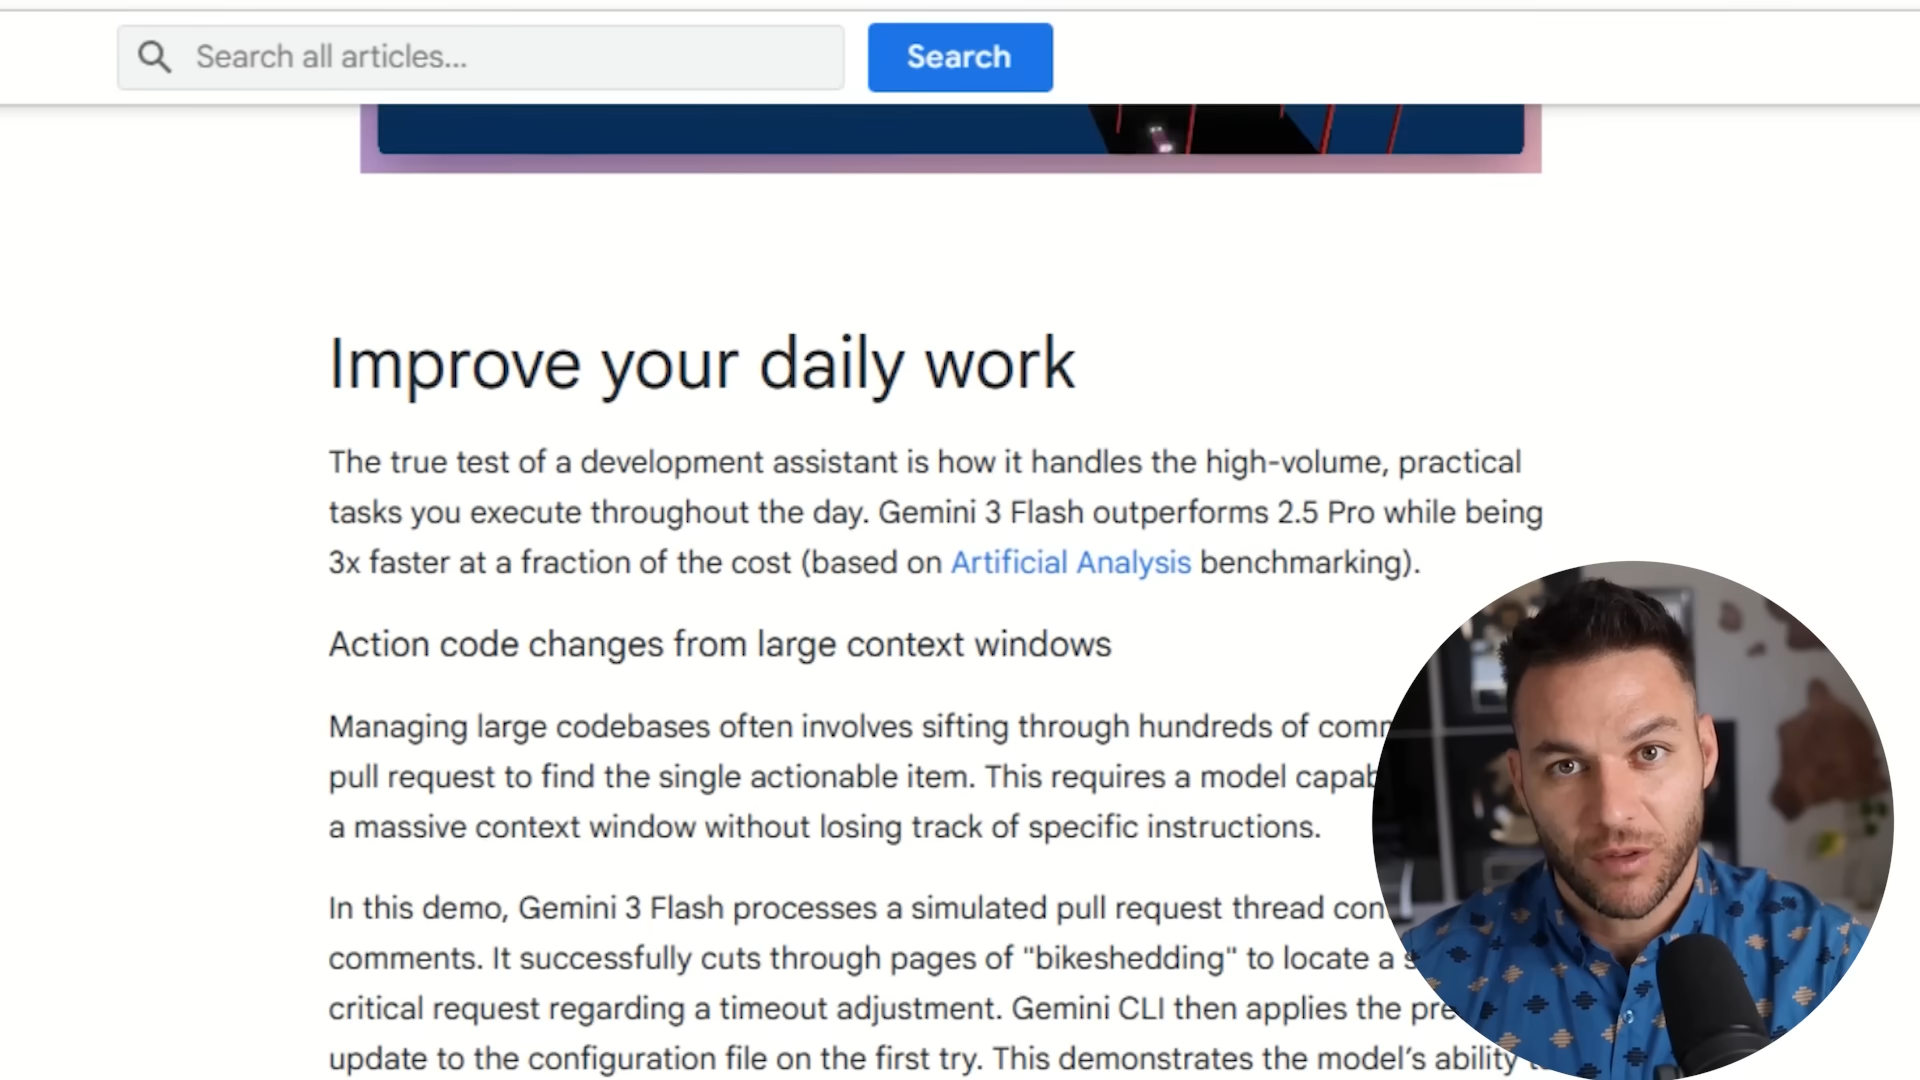 Search all articles...
Search
Improve your daily work
The true test of a development assistant is how it handles the high-volume, practical
tasks you execute throughout the day. Gemini 3 Flash outperforms 2.5 Pro while being
3x faster at a fraction of the cost (based on Artificial Analysis benchmarking).
Action code changes from large context windows
Managing large codebases often involves sifting through hundreds of
pull request to find the single actionable item. This requires a model
a massive context window without losing track of specific instructions.
In this demo, Gemini 3 Flash processes a simulated pull request thread
comments. It successfully cuts through pages of "bikeshedding" to locate a
critical request regarding a timeout adjustment. Gemini CLI then applies the
update to the configuration file on the first try. This demonstrates the model’s ability